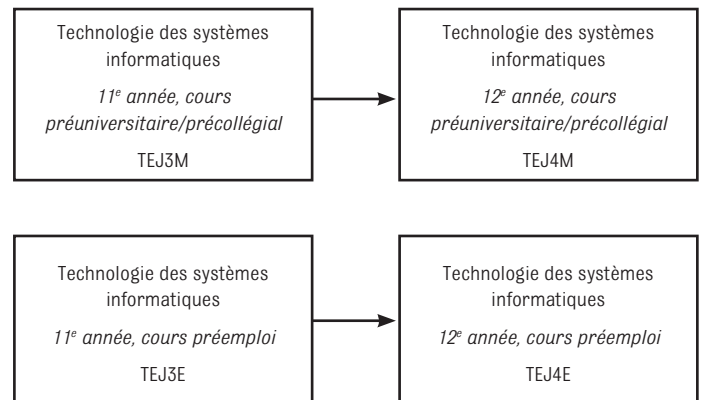 Technologie des systèmes
informatiques
11e année, cours
préuniversitaire/précollégial
TEJ3M
Technologie des systèmes
informatiques
12e année, cours
préuniversitaire/précollégial
TEJ4M
Technologie des systèmes
informatiques
11e année, cours préemploi
TEJ3E
Technologie des systèmes
informatiques
12e année, cours préemploi
TEJ4E